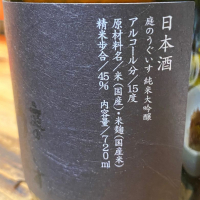 日本酒
庭のうぐいす 純米大吟醸
アルコール分／15度
原材料名／米（国産）・米麹（国産米）
精米歩合／45% 内容量／720ml